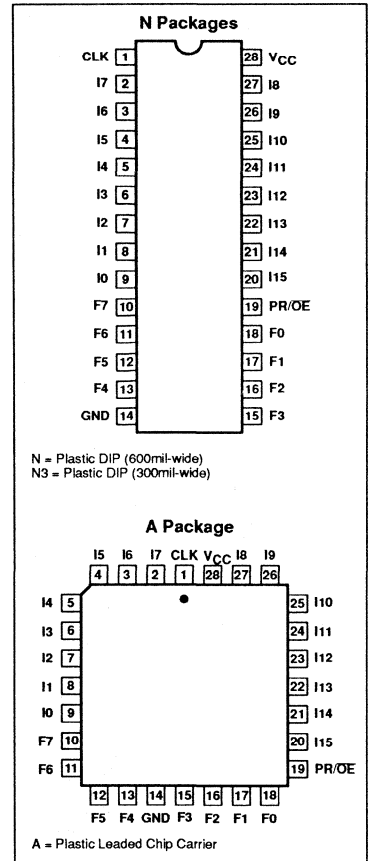 N Packages
CLK 1 28 VCC
I7 2 27 I8
I6 3 26 I9
I5 4 25 I10
I4 5 24 I11
I3 6 23 I12
I2 7 22 I13
I1 8 21 I14
I0 9 20 I15
F7 10 19 PR/O̅E̅
F6 11 18 F0
F5 12 17 F1
F4 13 16 F2
GND 14 15 F3
N = Plastic DIP (600mil-wide)
N3 = Plastic DIP (300mil-wide)
A Package
I5 I6 I7 CLK VCC I8 I9
4 3 2 1 28 27 26
I4 5 25 I10
I3 6 24 I11
I2 7 23 I12
I1 8 22 I13
I0 9 21 I14
F7 10 20 I15
F6 11 19 PR/O̅E̅
12 13 14 15 16 17 18
F5 F4 GND F3 F2 F1 F0
A = Plastic Leaded Chip Carrier